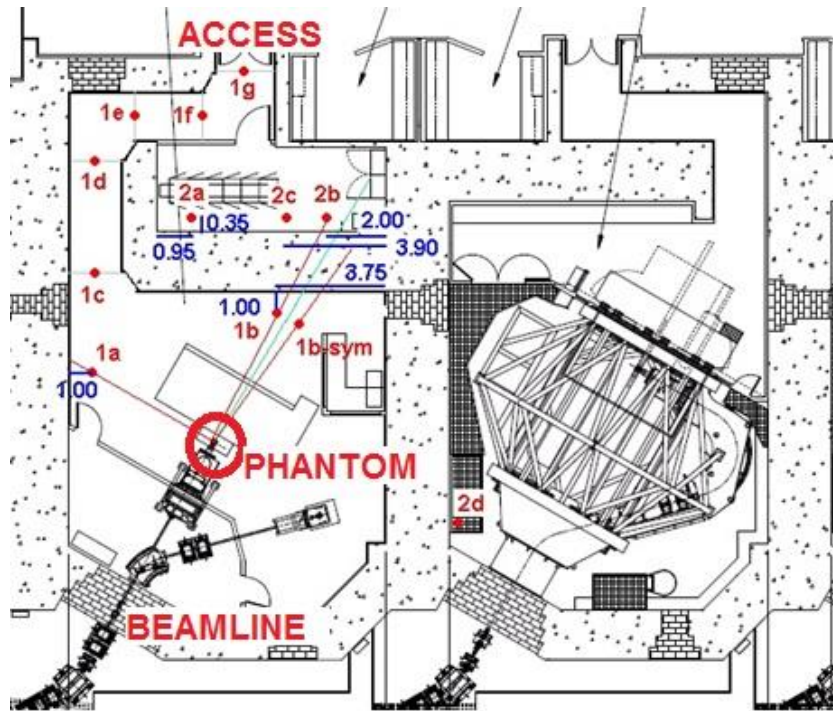 ACCESS
1g
1e
1f
1d
2a
2c
2b
0.35
2.00
0.95
3.90
3.75
1c
1.00
1b
1b-sym
1a
1.00
PHANTOM
2d
BEAMLINE